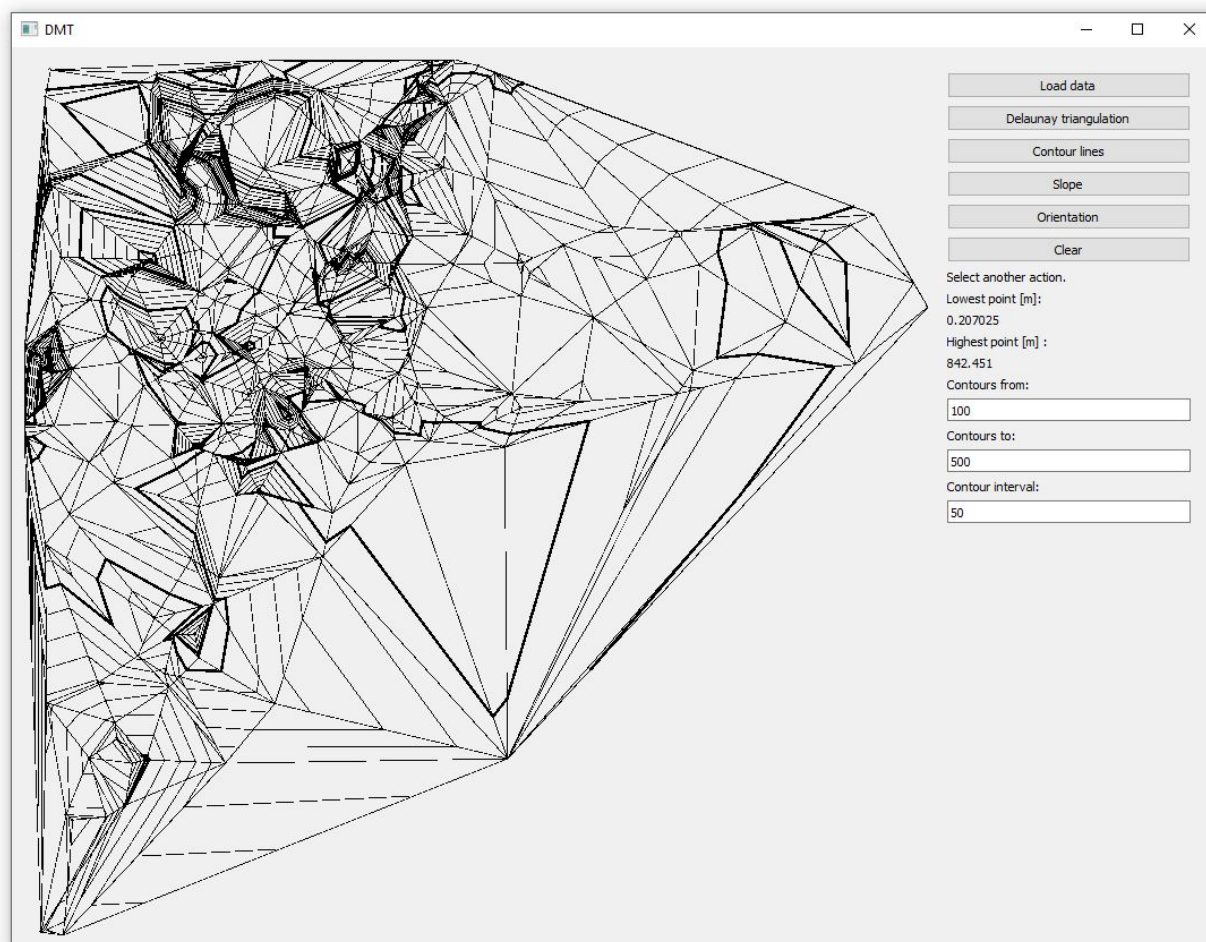 DMT
Load data
Delaunay triangulation
Contour lines
Slope
Orientation
Clear
Select another action.
Lowest point [m]:
0.207025
Highest point [m] :
842.451
Contours from:
100
Contours to:
500
Contour interval:
50